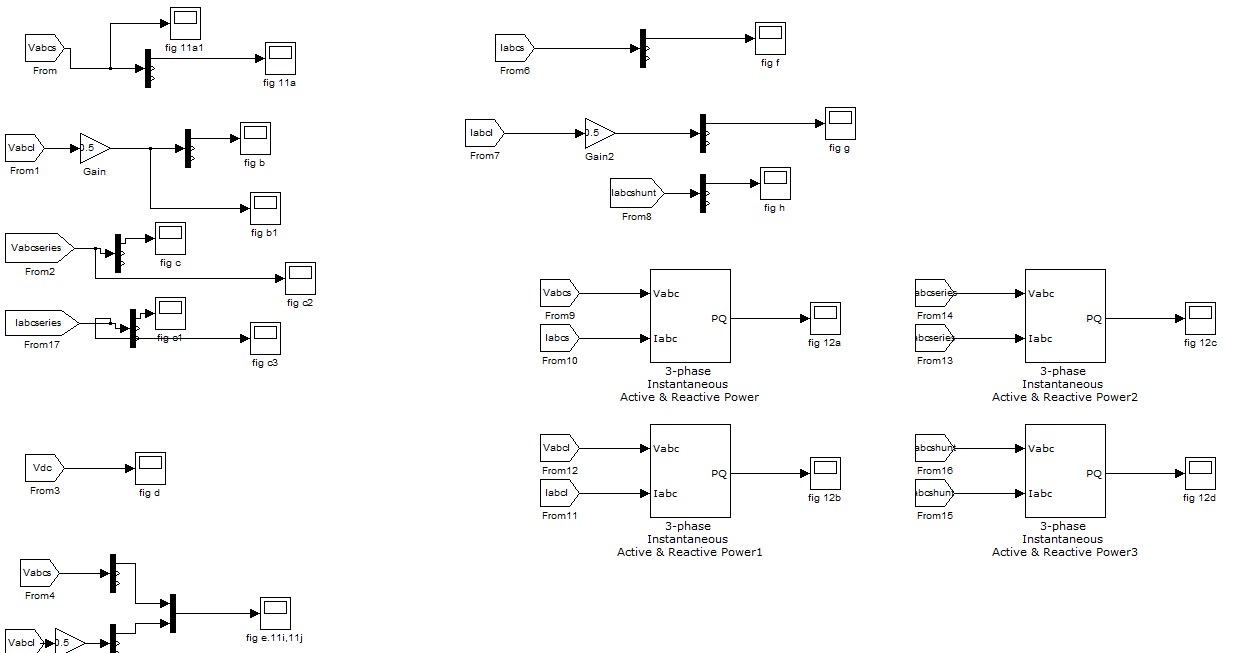 Vabcs
From
fig 11a1
fig 11a
Vabcl
From1
0.5
Gain
fig b
fig b1
Vabcseries
From2
fig c
fig c2
Iabcseries
From17
fig c1
fig c3
Vdc
From3
fig d
Vabcs
From4
Vabcl
0.5
fig e.11i,11j
Iabcs
From6
fig f
Iabcl
From7
0.5
Gain2
fig g
Iabcshunt
From8
fig h
Vabcs
From9
Iabcs
From10
Vabc
Iabc
PQ
fig 12a
3-phase
Instantaneous
Active & Reactive Power
abcseries
From14
abcseries
From13
Vabc
Iabc
PQ
fig 12c
3-phase
Instantaneous
Active & Reactive Power2
Vabcl
From12
Iabcl
From11
Vabc
Iabc
PQ
fig 12b
3-phase
Instantaneous
Active & Reactive Power1
abcshunt
From16
abcshunt
From15
Vabc
Iabc
PQ
fig 12d
3-phase
Instantaneous
Active & Reactive Power3